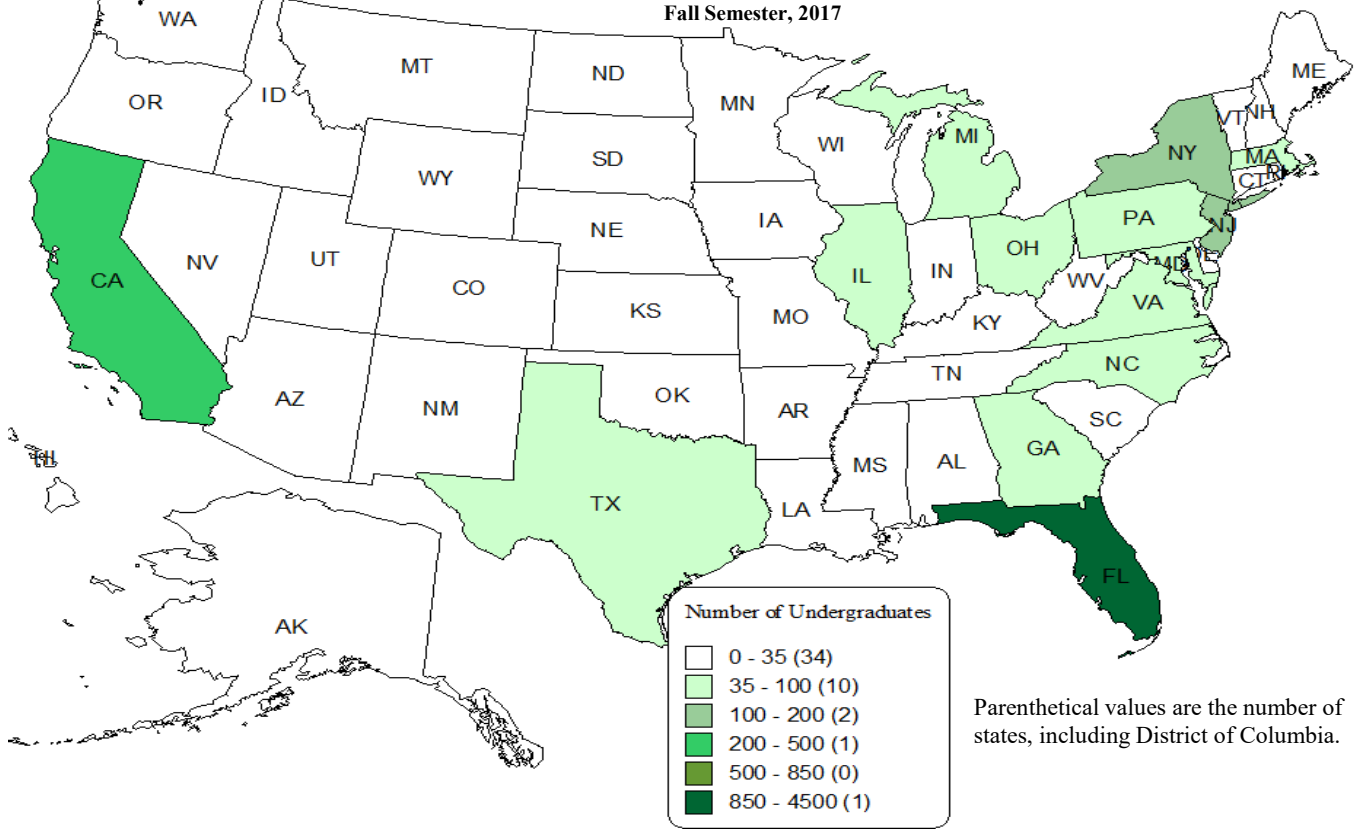 Fall Semester, 2017
WA
MT
ND
MN
ME
OR
ID
SD
WI
MI
VT
NH
WY
NY
MA
CT
NE
IA
PA
NV
UT
CO
IL
IN
OH
NJ
MD
CA
KS
MO
WV
VA
KY
AZ
NM
OK
AR
TN
NC
SC
MS
AL
GA
HI
TX
LA
FL
AK
Number of Undergraduates
0 - 35 (34)
35 - 100 (10)
100 - 200 (2)
200 - 500 (1)
500 - 850 (0)
850 - 4500 (1)
Parenthetical values are the number of
states, including District of Columbia.